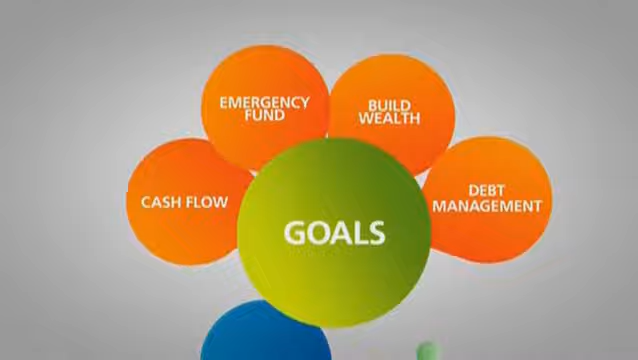 EMERGENCY
FUND
BUILD
WEALTH
CASH FLOW
DEBT
MANAGEMENT
GOALS